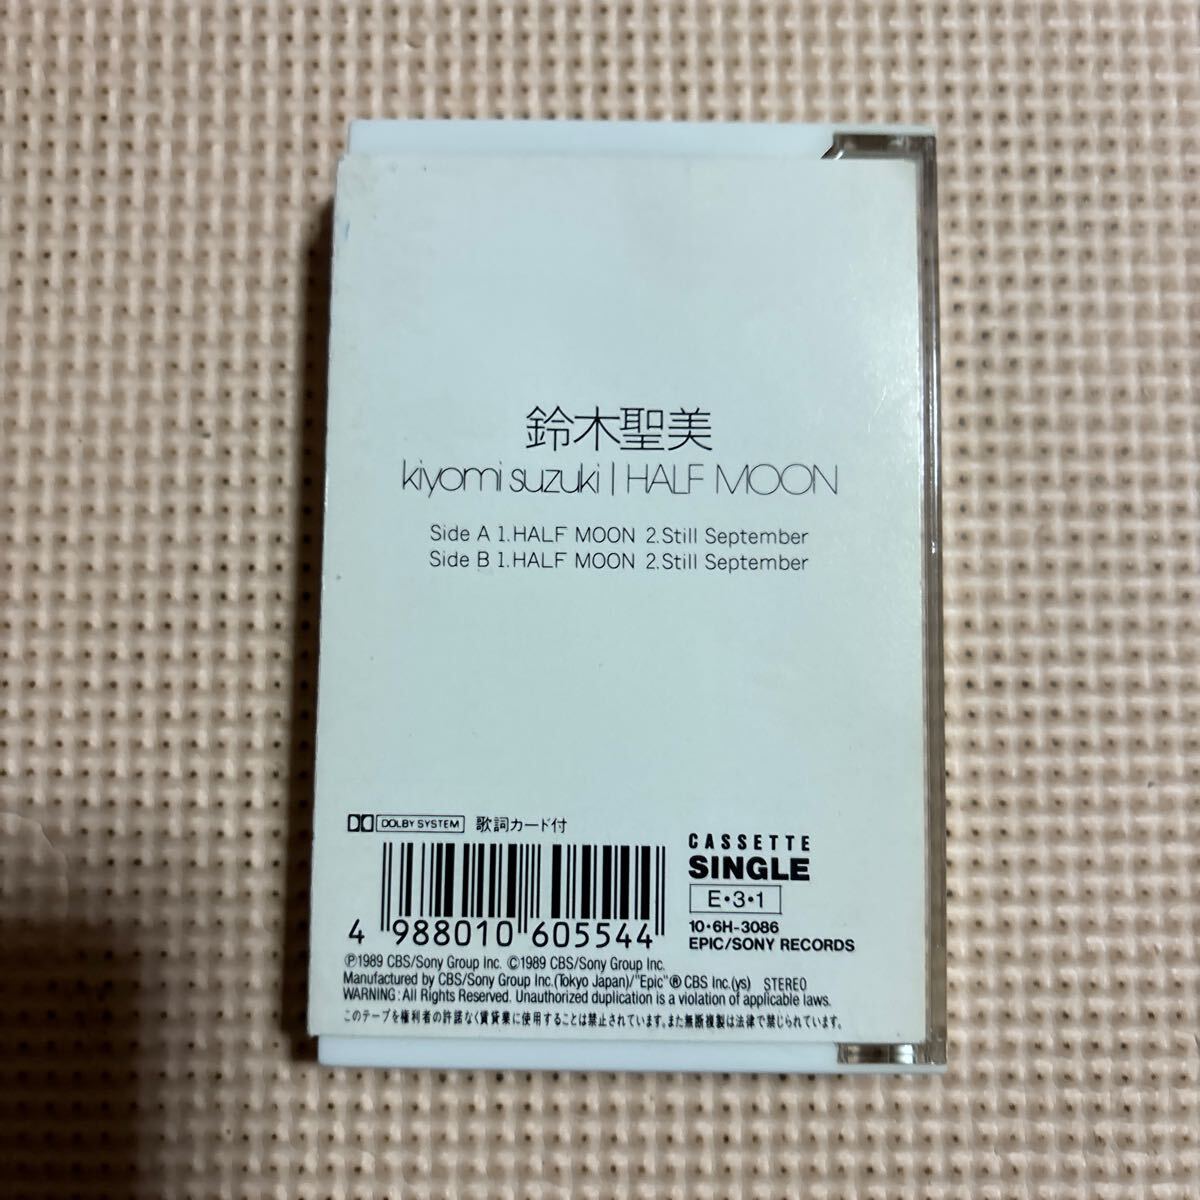 鈴木聖美
kiyomi suzuki | HALF MOON
Side A 1.HALF MOON 2.Still September
Side B 1.HALF MOON 2.Still September
DOLBY SYSTEM 歌詞カード付
CASSETTE
SINGLE
E・3・1
10・6H-3086
EPIC/SONY RECORDS
4 988010 605544
℗1989 CBS/Sony Group Inc. ©1989 CBS/Sony Group Inc.
Manufactured by CBS/Sony Group Inc.(Tokyo Japan)/"Epic"® CBS Inc.(ys) STEREO
WARNING: All Rights Reserved. Unauthorized duplication is a violation of applicable laws.
このテープを権利者の許諾なく賃貸業に使用することは禁止されています。また無断複製は法律で禁じられています。